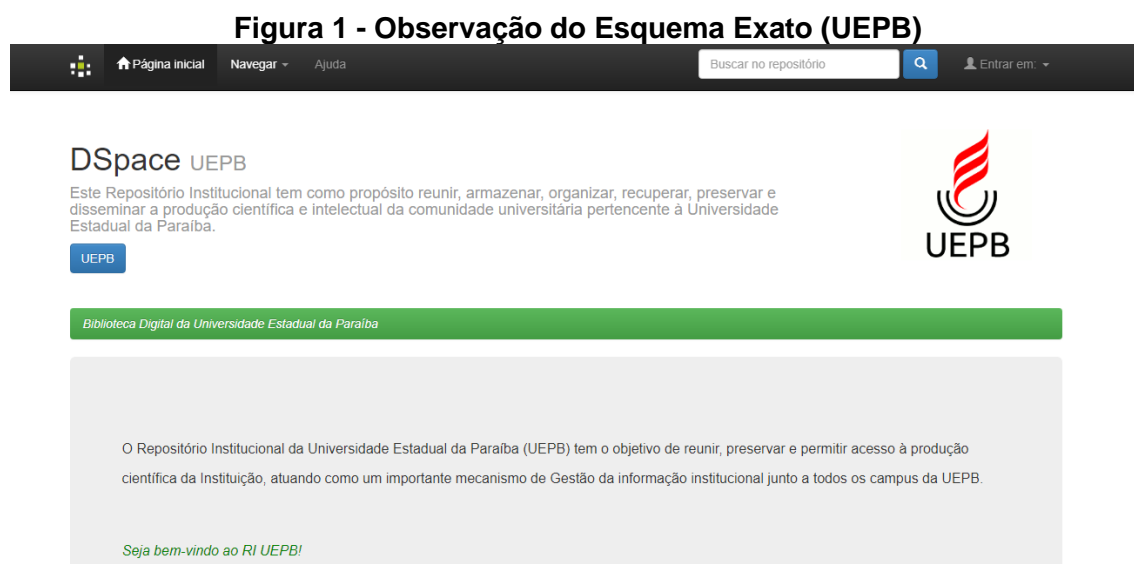 Figura 1 - Observação do Esquema Exato (UEPB)
Página inicial Navegar Ajuda Buscar no repositório Entrar em:
DSpace UEPB
Este Repositório Institucional tem como propósito reunir, armazenar, organizar, recuperar, preservar e
disseminar a produção científica e intelectual da comunidade universitária pertencente à Universidade
Estadual da Paraíba.
UEPB
UEPB
Biblioteca Digital da Universidade Estadual da Paraíba
O Repositório Institucional da Universidade Estadual da Paraíba (UEPB) tem o objetivo de reunir, preservar e permitir acesso à produção
científica da Instituição, atuando como um importante mecanismo de Gestão da informação institucional junto a todos os campus da UEPB.
Seja bem-vindo ao RI UEPB!